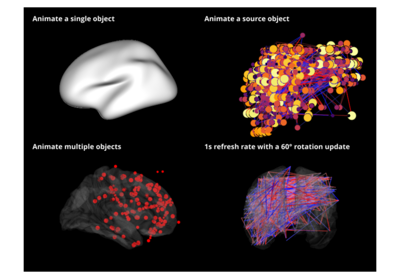 Animate a single object
Animate a source object
Animate multiple objects
1s refresh rate with a 60° rotation update